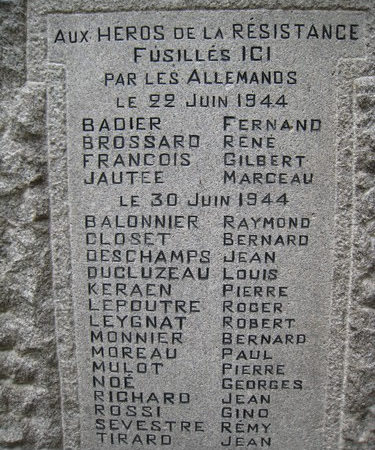 AUX HEROS DE LA RÉSISTANCE
FUSILLÉS ICI
PAR LES ALLEMANDS
LE 22 JUIN 1944
BADIER FERNAND
BROSSARD RENÉ
FRANCOIS GILBERT
JAUTEE MARCEAU
LE 30 JUIN 1944
BALONNIER RAYMOND
CLOSET BERNARD
DESCHAMPS JEAN
DUCLUZEAU LOUIS
KERAEN PIERRE
LEPOUTRE ROGER
LEYGNAT ROBERT
MONNIER BERNARD
MOREAU PAUL
MULOT PIERRE
NOÉ GEORGES
RICHARD JEAN
ROSSI GINO
SEVESTRE RÉMY
TIRARD JEAN